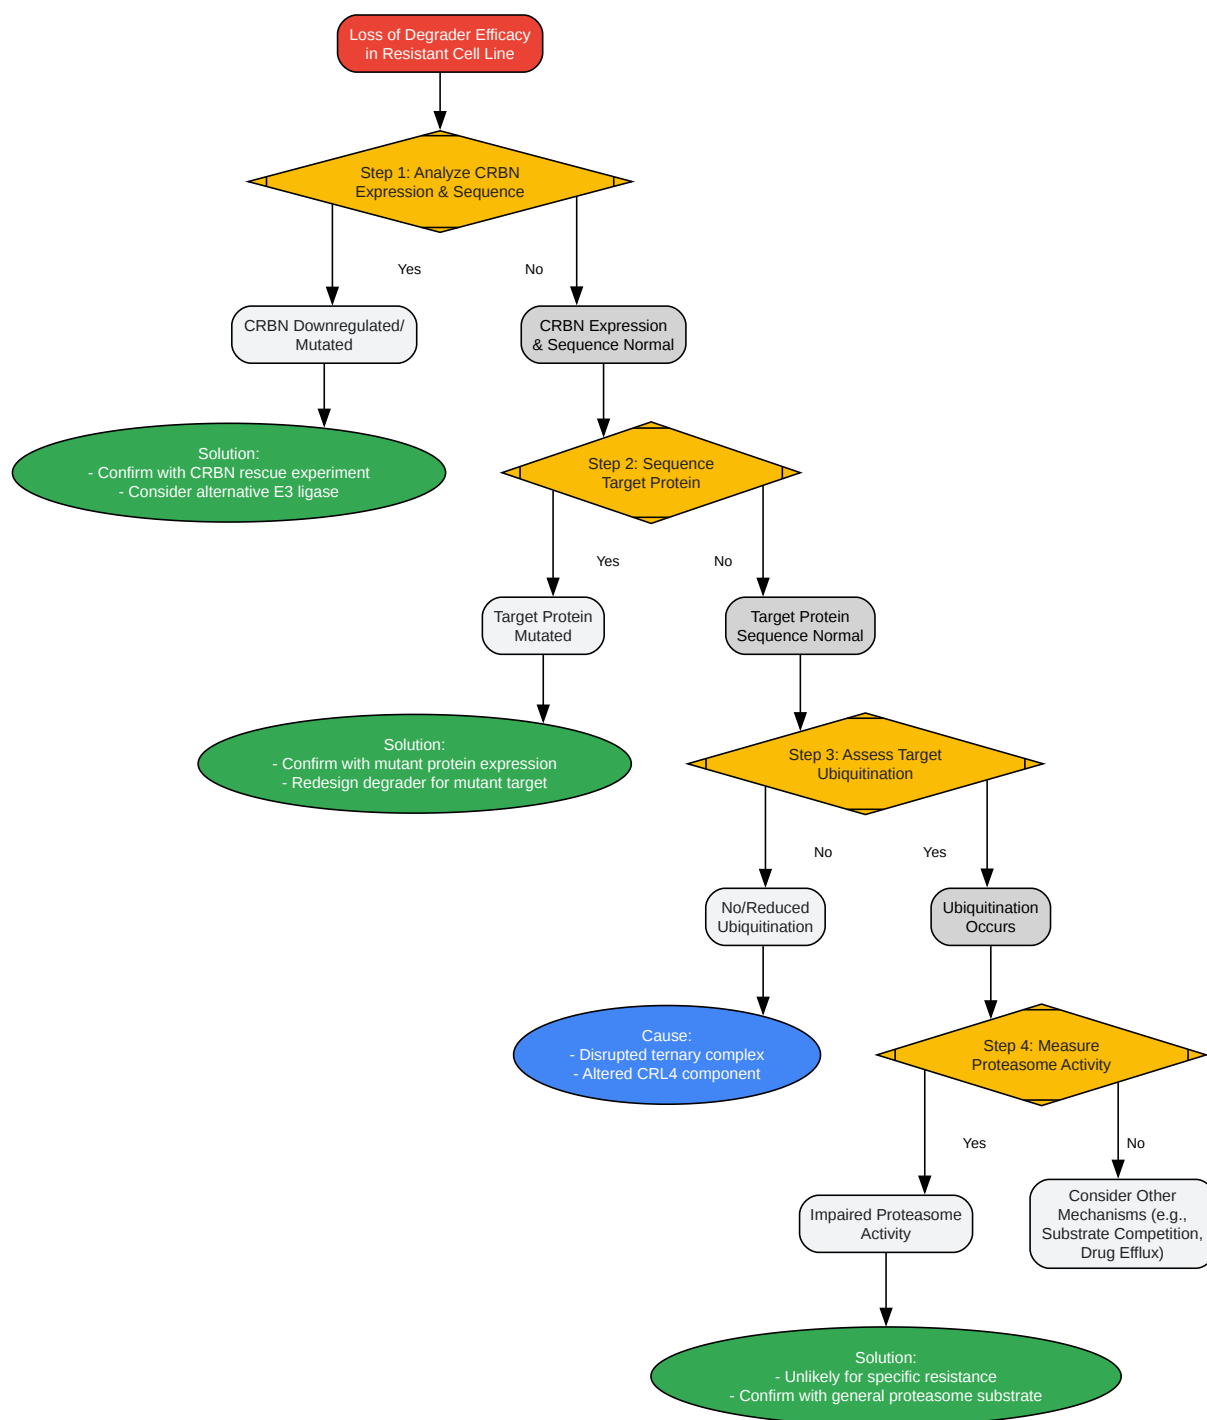 Loss of Degrader Efficacy
in Resistant Cell Line
Step 1: Analyze CRBN
Expression & Sequence
Yes
No
CRBN Downregulated/
Mutated
CRBN Expression
& Sequence Normal
Solution:
- Confirm with CRBN rescue experiment
- Consider alternative E3 ligase
Step 2: Sequence
Target Protein
Yes
No
Target Protein
Mutated
Target Protein
Sequence Normal
Solution:
- Confirm with mutant protein expression
- Redesign degrader for mutant target
Step 3: Assess Target
Ubiquitination
No
Yes
No/Reduced
Ubiquitination
Ubiquitination
Occurs
Cause:
- Disrupted ternary complex
- Altered CRL4 component
Step 4: Measure
Proteasome Activity
Yes
No
Impaired Proteasome
Activity
Consider Other
Mechanisms (e.g.,
Substrate Competition,
Drug Efflux)
Solution:
- Unlikely for specific resistance
- Confirm with general proteasome substrate